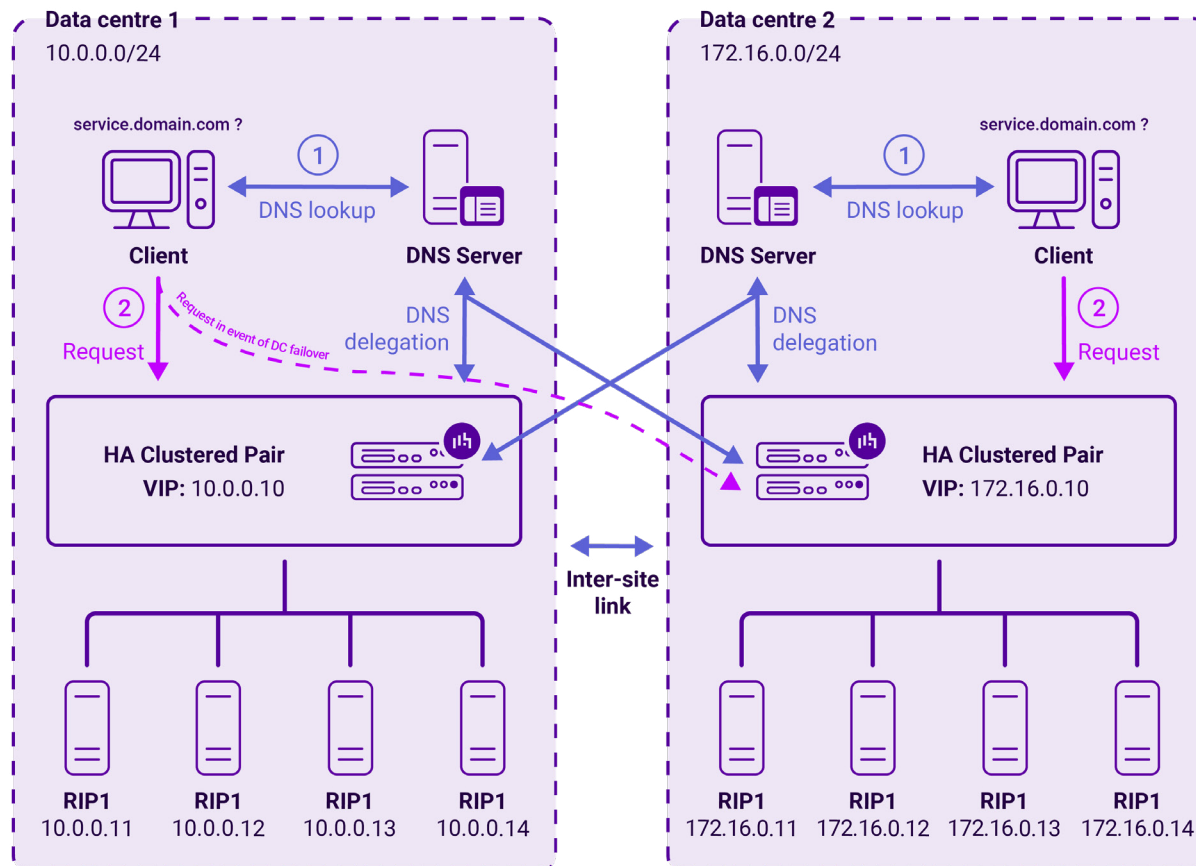 Data centre 1
10.0.0.0/24
service.domain.com ?
1
DNS lookup
Client
DNS Server
2
Request
Request in event of DC failover
DNS
delegation
HA Clustered Pair
VIP: 10.0.0.10
RIP1
10.0.0.11
RIP1
10.0.0.12
RIP1
10.0.0.13
RIP1
10.0.0.14
Inter-site
link
Data centre 2
172.16.0.0/24
service.domain.com ?
1
DNS lookup
DNS Server
Client
DNS
delegation
2
Request
HA Clustered Pair
VIP: 172.16.0.10
RIP1
172.16.0.11
RIP1
172.16.0.12
RIP1
172.16.0.13
RIP1
172.16.0.14